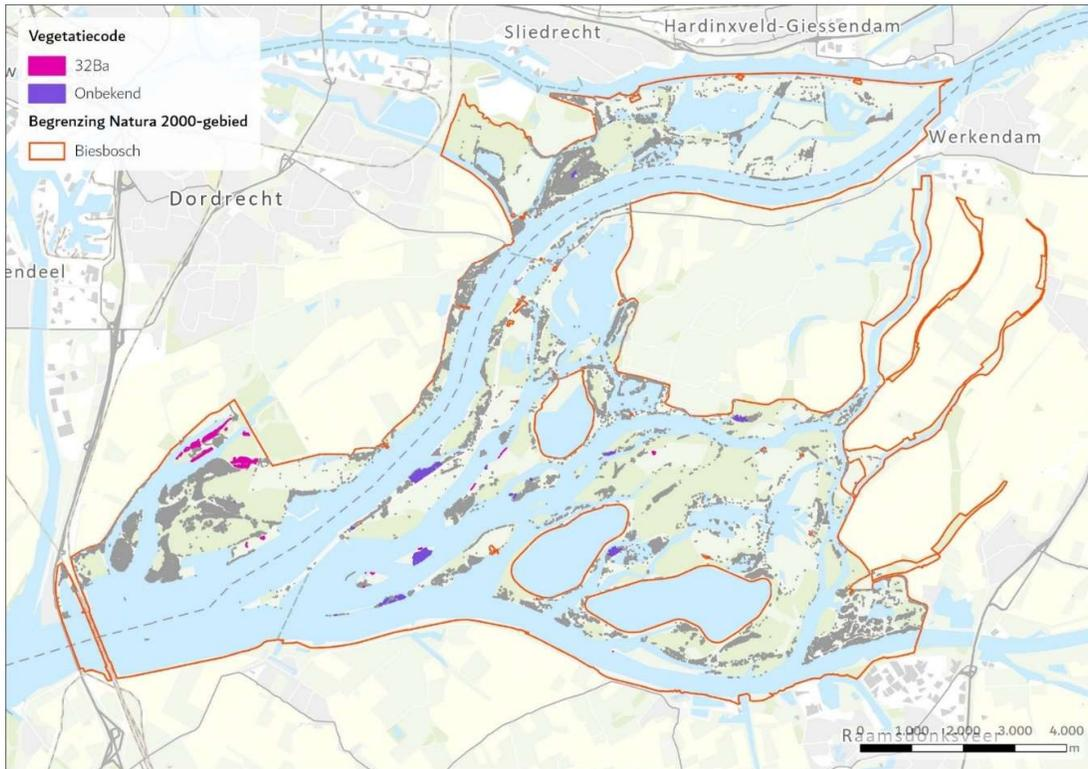 Vegetatiecode
32Ba
Onbekend
Begrenzing Natura 2000-gebied
Biesbosch
Sliedrecht
Hardinxveld-Giessendam
w
Werkendam
Dordrecht
endeel
Raamsdonksveer
0 1.000 2.000 3.000 4.000
m